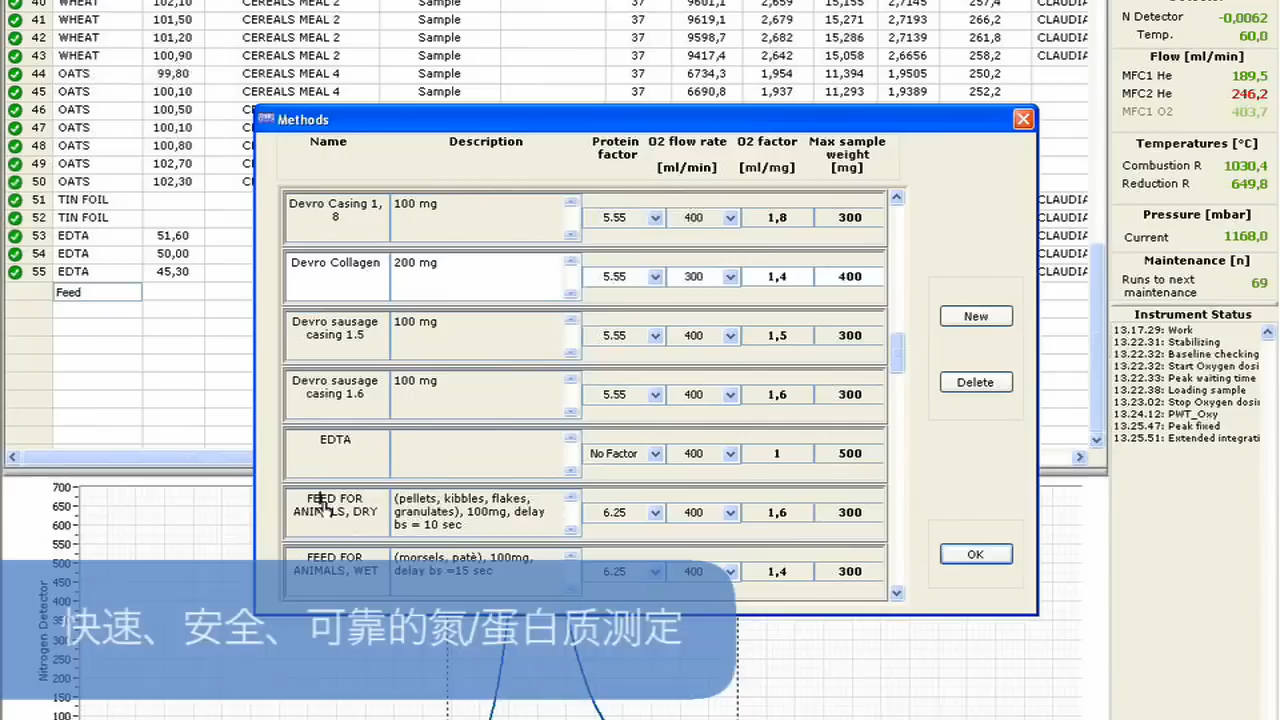 40 WHEAT 102,10 CEREALS MEAL 2 Sample 37 9601,1 2,659 15,155 2,7145 257,4 CLAUDIA
41 WHEAT 101,50 CEREALS MEAL 2 Sample 37 9619,1 2,679 15,271 2,7193 266,2 CLAUDIA
42 WHEAT 101,20 CEREALS MEAL 2 Sample 37 9598,7 2,682 15,286 2,7139 261,8 CLAUDIA
43 WHEAT 100,90 CEREALS MEAL 2 Sample 37 9417,4 2,642 15,058 2,6656 258,2 CLAUDIA
44 OATS 99,80 CEREALS MEAL 4 Sample 37 6734,3 1,954 11,394 1,9505 250,2
45 OATS 100,10 CEREALS MEAL 4 Sample 37 6690,8 1,937 11,293 1,9389 252,2
46 OATS 100,50
47 OATS 100,10
48 OATS 100,80
49 OATS 102,70
50 OATS 102,30
51 TIN FOIL CLAUDIA
52 TIN FOIL CLAUDIA
53 EDTA 51,60 CLAUDIA
54 EDTA 50,00 CLAUDIA
55 EDTA 45,30 CLAUDIA
Feed
Methods
Name Description Protein factor O2 flow rate [ml/min] O2 factor [ml/mg] Max sample weight [mg]
Devro Casing 1, 8 100 mg 5.55 400 1,8 300
Devro Collagen 200 mg 5.55 300 1,4 400
Devro sausage casing 1.5 100 mg 5.55 400 1,5 300
Devro sausage casing 1.6 100 mg 5.55 400 1,6 300
EDTA No Factor 400 1 500
FEED FOR ANIMALS, DRY (pellets, kibbles, flakes, granulates), 100mg, delay bs = 10 sec 6.25 400 1,6 300
FEED FOR ANIMALS, WET (morsels, patè), 100mg, delay bs =15 sec 6.25 400 1,4 300
New
Delete
OK
N Detector -0,0062
Temp. 60,0
Flow [ml/min]
MFC1 He 189,5
MFC2 He 246,2
MFC1 O2 403,7
Temperatures [°C]
Combustion R 1030,4
Reduction R 649,8
Pressure [mbar]
Current 1168,0
Maintenance [n]
Runs to next maintenance 69
Instrument Status
13.17.29: Work
13.22.31: Stabilizing
13.22.32: Baseline checking
13.22.32: Start Oxygen dosi
13.22.33: Peak waiting time
13.22.38: Loading sample
13.23.02: Stop Oxygen dosi
13.24.12: PWT_Oxy
13.25.47: Peak fixed
13.25.51: Extended integrati
Nitrogen Detector
700
650
600
550
500
450
400
350
300
250
200
150
100
快速、安全、可靠的氮/蛋白质测定